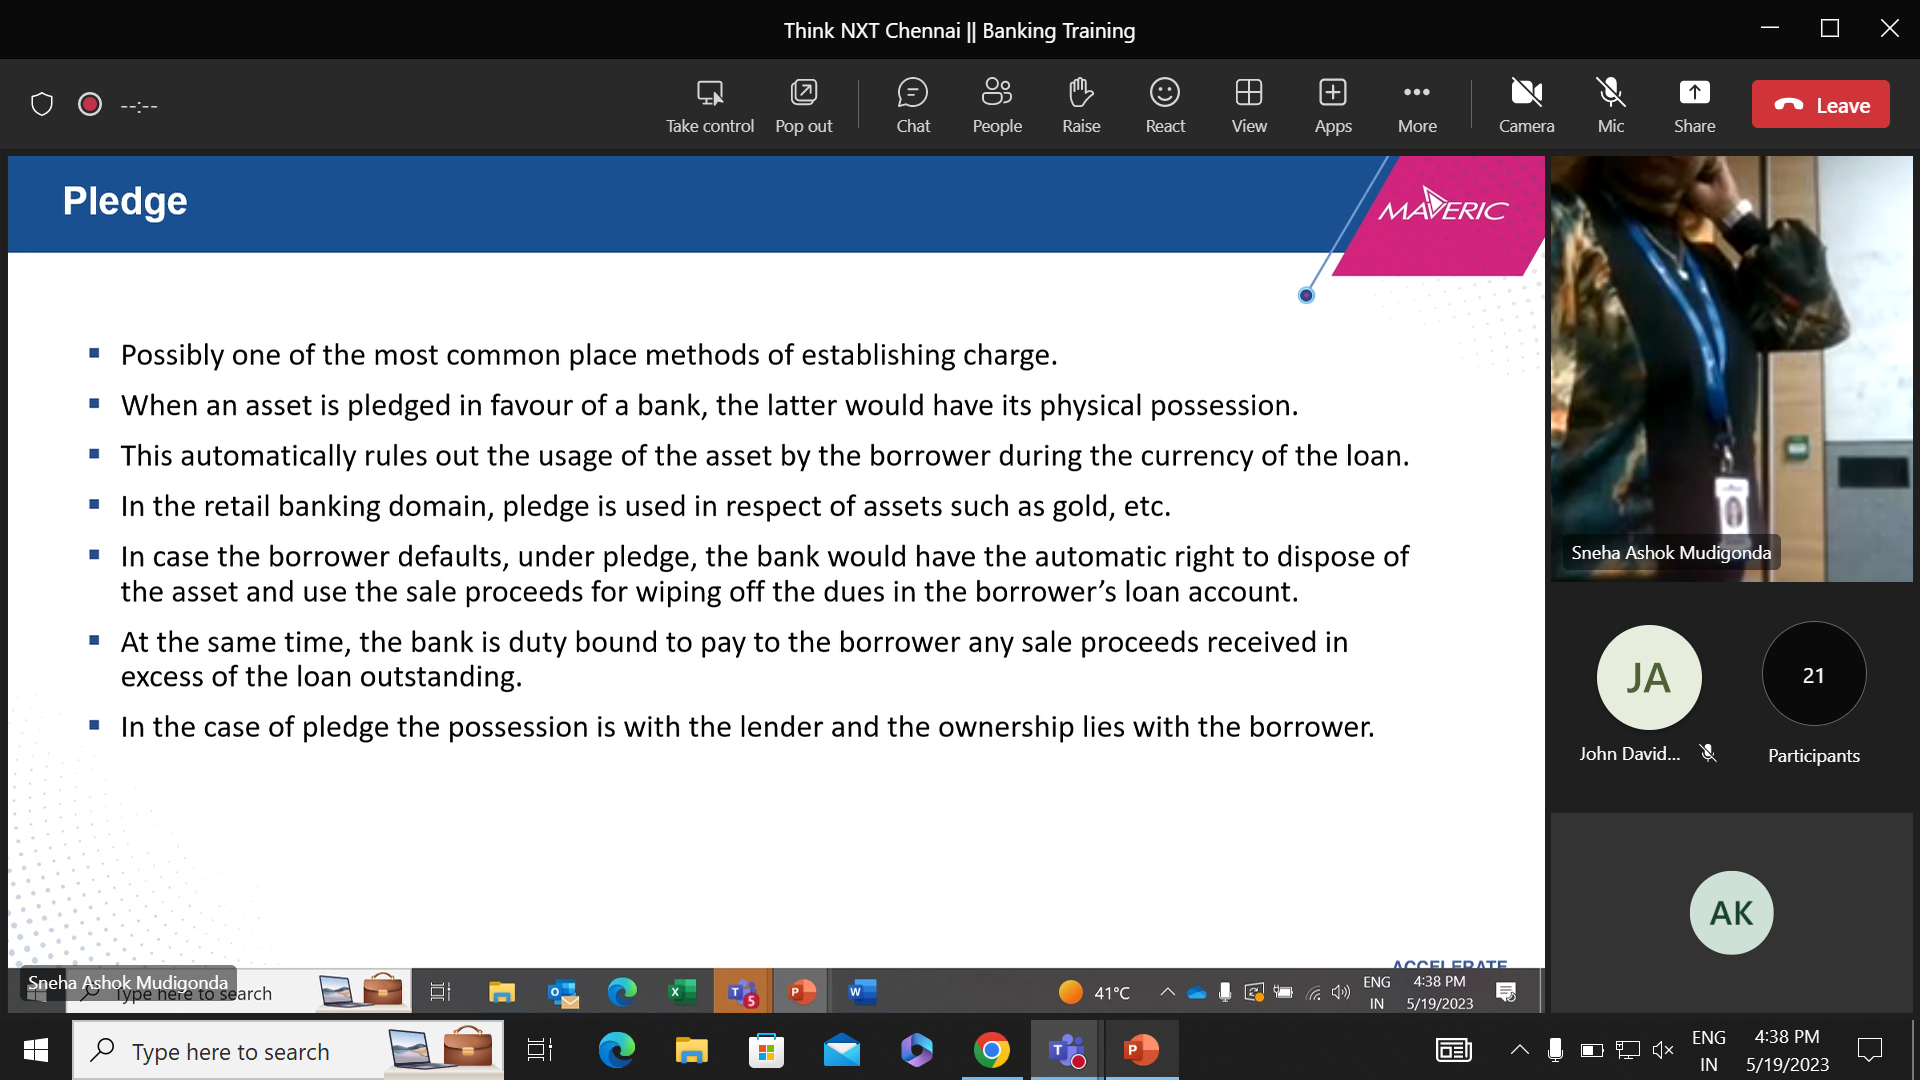 Think NXT Chennai || Banking Training
--:--
Take control
Pop out
Chat
People
Raise
React
View
Apps
More
Camera
Mic
Share
Leave
Pledge
MAVERIC
Possibly one of the most common place methods of establishing charge.
When an asset is pledged in favour of a bank, the latter would have its physical possession.
This automatically rules out the usage of the asset by the borrower during the currency of the loan.
In the retail banking domain, pledge is used in respect of assets such as gold, etc.
In case the borrower defaults, under pledge, the bank would have the automatic right to dispose of
the asset and use the sale proceeds for wiping off the dues in the borrower’s loan account.
At the same time, the bank is duty bound to pay to the borrower any sale proceeds received in
excess of the loan outstanding.
In the case of pledge the possession is with the lender and the ownership lies with the borrower.
Sneha Ashok Mudigonda
JA
John David...
21
Participants
AK
ACCELERATE
Sneha Ashok Mudigonda
Type here to search
5
41°C
ENG
IN
4:38 PM
5/19/2023
Type here to search
ENG
IN
4:38 PM
5/19/2023